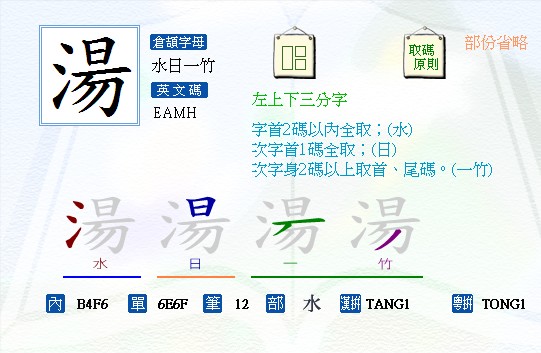 湯
倉頡字母
水日一竹
英文碼
EAMH
取碼
原則
部份省略
左上下三分字
字首2碼以內全取；(水)
次字首1碼全取；(日)
次字身2碼以上取首、尾碼。(一竹)
湯 湯 湯 湯
水 日 一 竹
內 B4F6 單 6E6F 筆 12 部 水 漢拼 TANG1 粵拼 TONG1